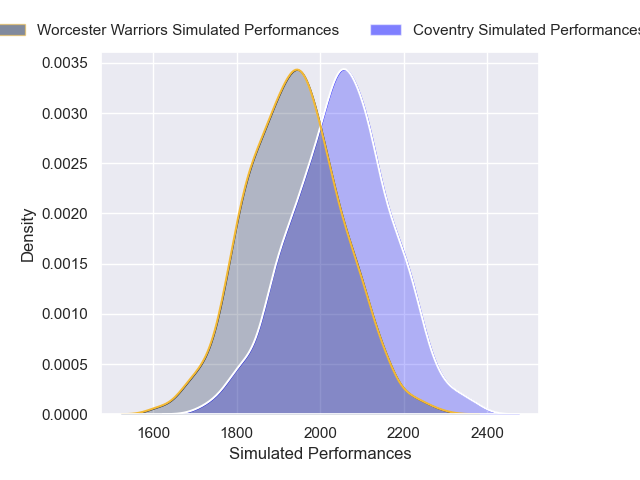 Worcester Warriors Simulated Performances
Coventry Simulated Performances
0.0035
0.0030
0.0025
0.0020
0.0015
0.0010
0.0005
0.0000
Density
1600 1800 2000 2200 2400
Simulated Performances